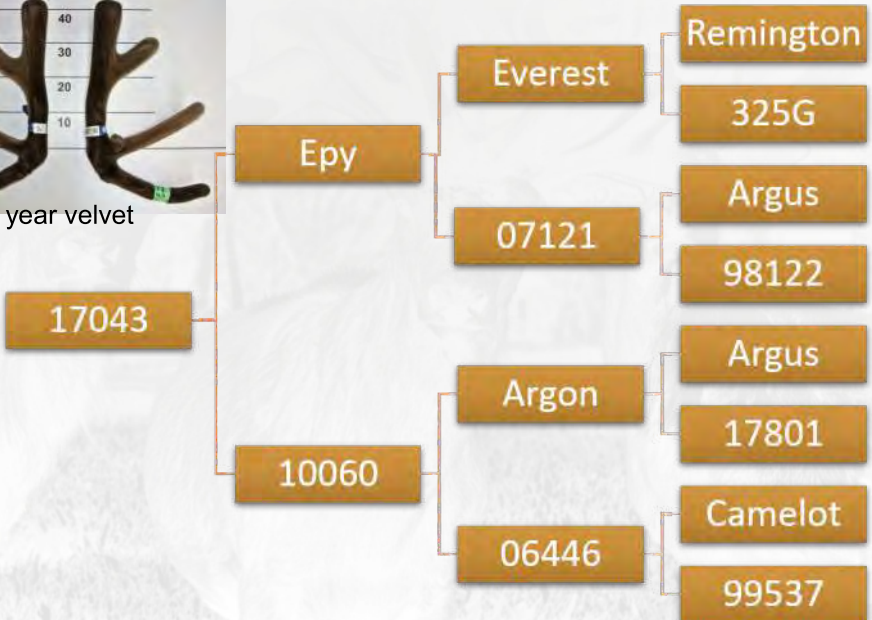 40
30
20
10
year velvet
17043
Epy
10060
Everest
07121
Argon
06446
Remington
325G
Argus
98122
Argus
17801
Camelot
99537